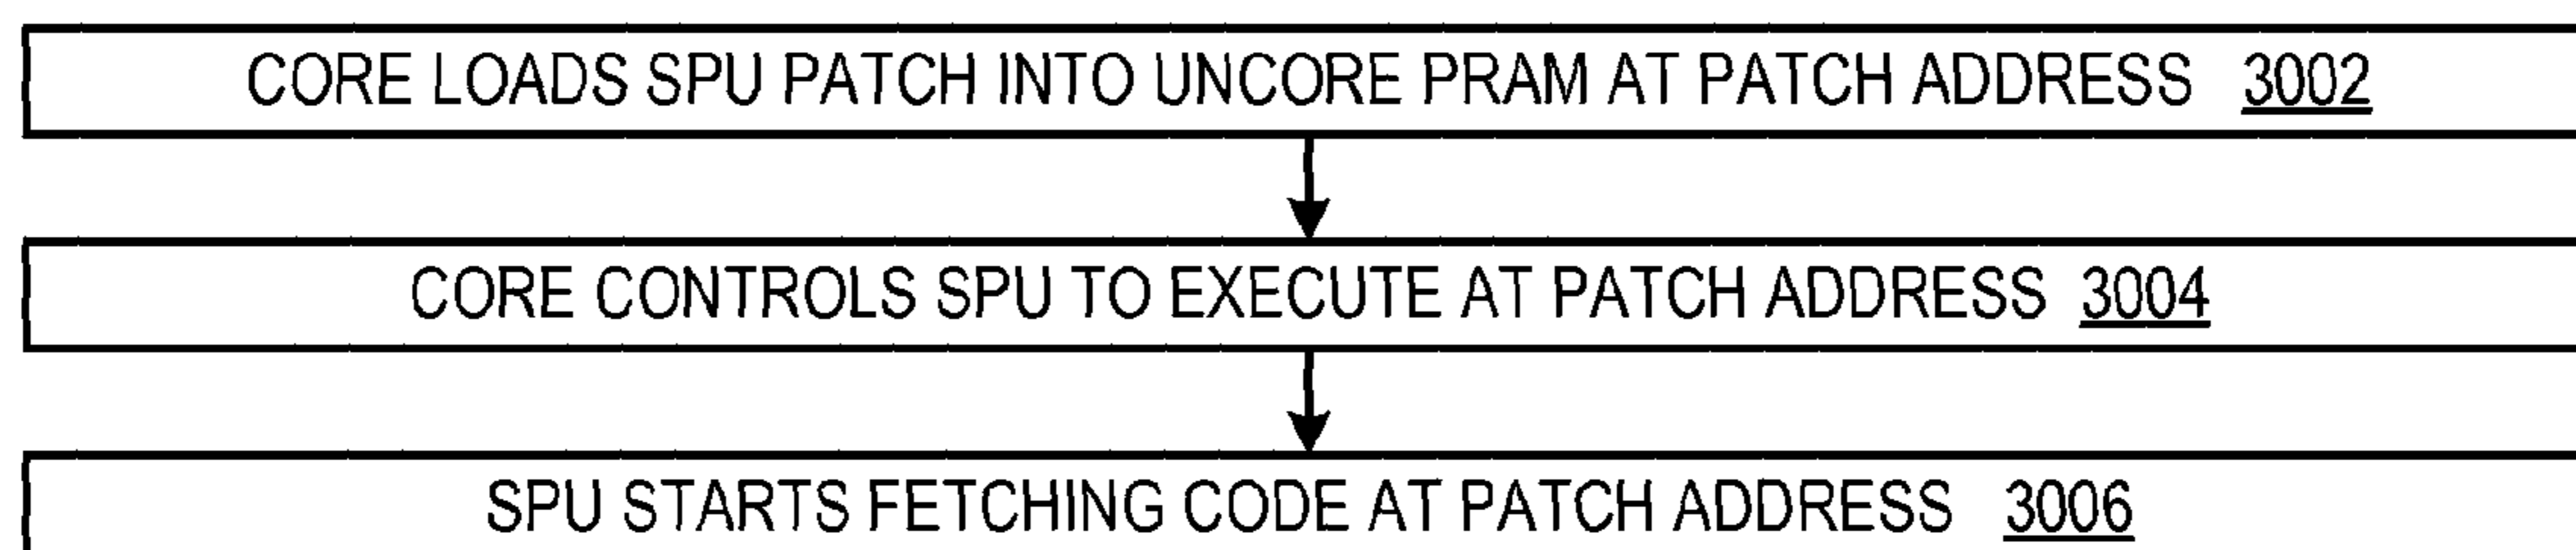 CORE LOADS SPU PATCH INTO UNCORE PRAM AT PATCH ADDRESS 3002
CORE CONTROLS SPU TO EXECUTE AT PATCH ADDRESS 3004
SPU STARTS FETCHING CODE AT PATCH ADDRESS 3006